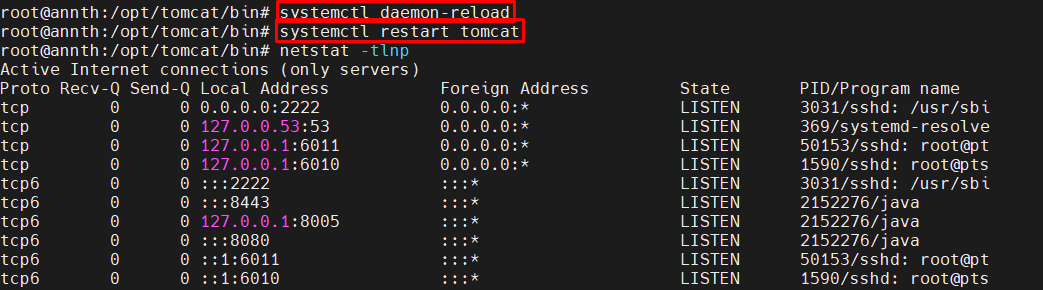 root@annth:/opt/tomcat/bin# systemctl daemon-reload
root@annth:/opt/tomcat/bin# systemctl restart tomcat
root@annth:/opt/tomcat/bin# netstat -tlnp
Active Internet connections (only servers)
Proto Recv-Q Send-Q Local Address           Foreign Address         State       PID/Program name
tcp        0      0 0.0.0.0:2222            0.0.0.0:*               LISTEN      3031/sshd: /usr/sbi
tcp        0      0 127.0.0.53:53           0.0.0.0:*               LISTEN      369/systemd-resolve
tcp        0      0 127.0.0.1:6011          0.0.0.0:*               LISTEN      50153/sshd: root@pt
tcp        0      0 127.0.0.1:6010          0.0.0.0:*               LISTEN      1590/sshd: root@pts
tcp6       0      0 :::2222                 :::*                    LISTEN      3031/sshd: /usr/sbi
tcp6       0      0 :::8443                 :::*                    LISTEN      2152276/java
tcp6       0      0 127.0.0.1:8005          :::*                    LISTEN      2152276/java
tcp6       0      0 :::8080                 :::*                    LISTEN      2152276/java
tcp6       0      0 ::1:6011                :::*                    LISTEN      50153/sshd: root@pt
tcp6       0      0 ::1:6010                :::*                    LISTEN      1590/sshd: root@pts